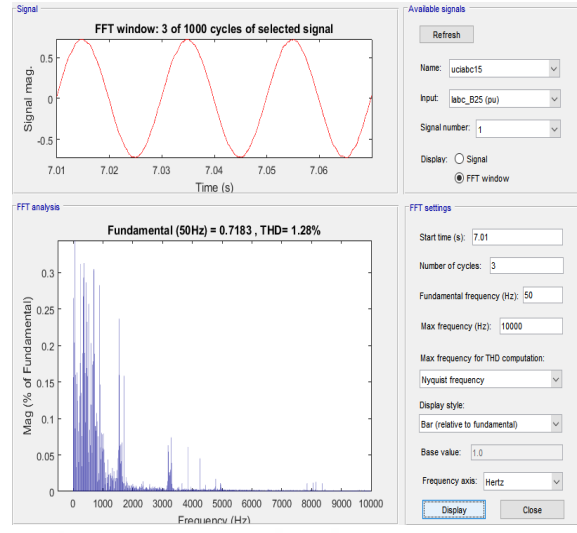 Signal
FFT window: 3 of 1000 cycles of selected signal
Signal mag.
0.5
0
-0.5
7.01 7.02 7.03 7.04 7.05 7.06
Time (s)
Available signals
Refresh
Name: uciabc15
Input: Iabc_B25 (pu)
Signal number: 1
Display: Signal
FFT window
FFT analysis
Fundamental (50Hz) = 0.7183 , THD= 1.28%
Mag (% of Fundamental)
0.3
0.25
0.2
0.15
0.1
0.05
0
0 1000 2000 3000 4000 5000 6000 7000 8000 9000 10000
Frequency (Hz)
FFT settings
Start time (s): 7.01
Number of cycles: 3
Fundamental frequency (Hz): 50
Max frequency (Hz): 10000
Max frequency for THD computation:
Nyquist frequency
Display style:
Bar (relative to fundamental)
Base value: 1.0
Frequency axis: Hertz
Display Close